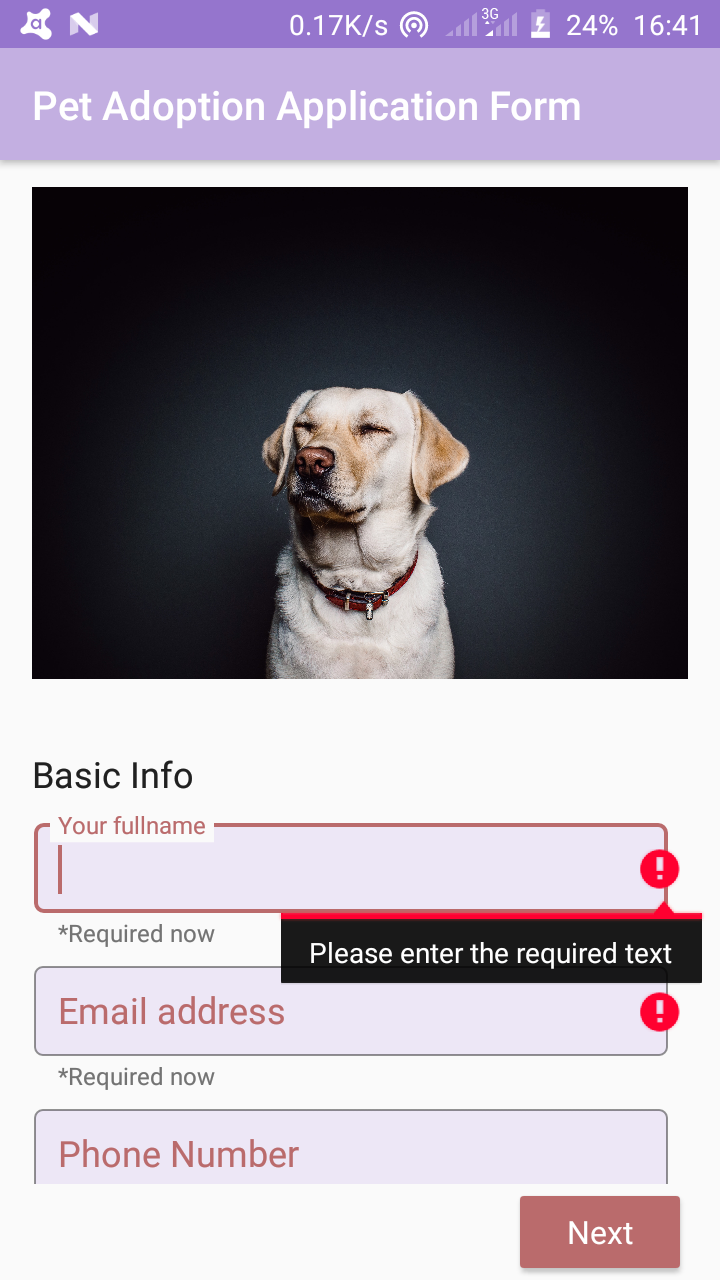 0.17K/s 3G 24% 16:41
Pet Adoption Application Form
Basic Info
Your fullname
*Required now
Please enter the required text
Email address
*Required now
Phone Number
Next